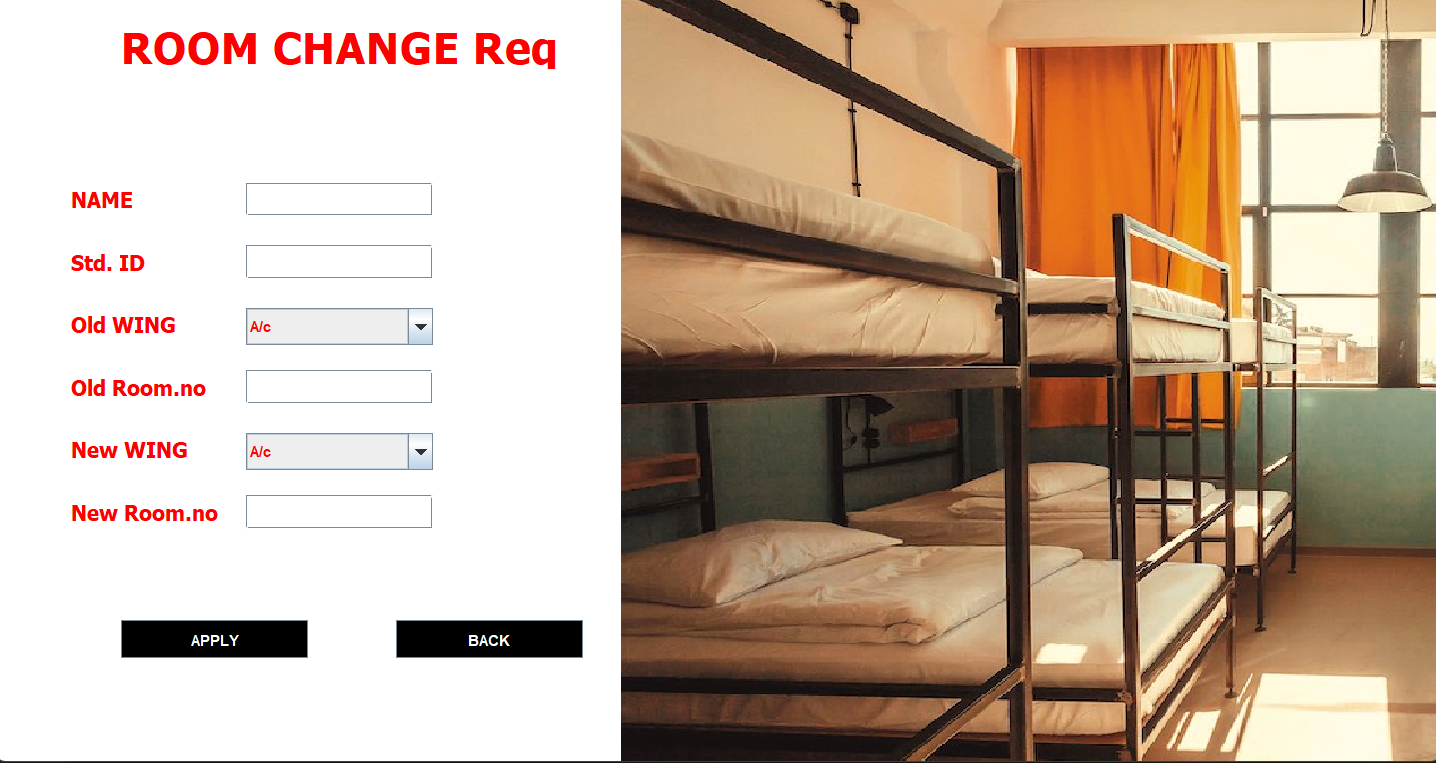 ROOM CHANGE Req
NAME
Std. ID
Old WING A/c
Old Room.no
New WING A/c
New Room.no
APPLY BACK